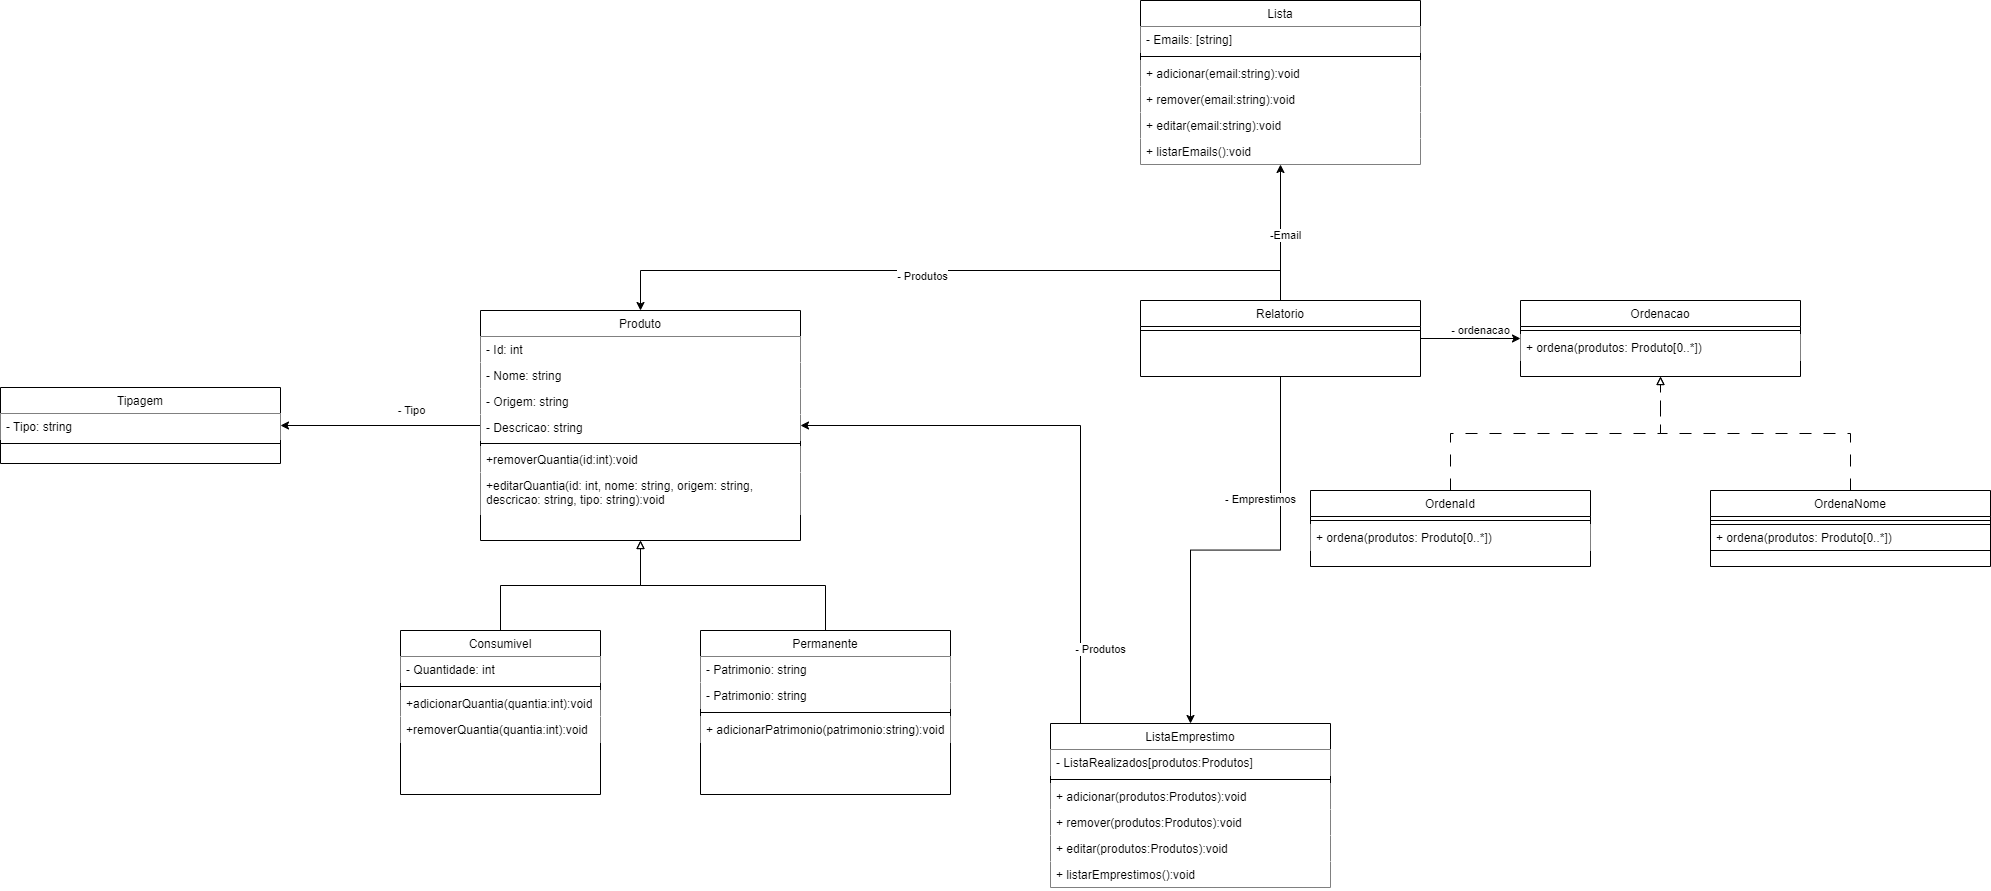 Lista
- Emails: [string]
+ adicionar(email:string):void
+ remover(email:string):void
+ editar(email:string):void
+ listarEmails():void
-Email
- Produtos
Produto
- Id: int
- Nome: string
- Origem: string
- Descricao: string
+removerQuantia(id:int):void
+editarQuantia(id: int, nome: string, origem: string,
descricao: string, tipo: string):void
Relatorio
- ordenacao
Ordenacao
+ ordena(produtos: Produto[0..*])
Tipagem
- Tipo: string
- Tipo
- Emprestimos
OrdenaId
+ ordena(produtos: Produto[0..*])
OrdenaNome
+ ordena(produtos: Produto[0..*])
Consumivel
- Quantidade: int
+adicionarQuantia(quantia:int):void
+removerQuantia(quantia:int):void
Permanente
- Patrimonio: string
- Patrimonio: string
+ adicionarPatrimonio(patrimonio:string):void
- Produtos
ListaEmprestimo
- ListaRealizados[produtos:Produtos]
+ adicionar(produtos:Produtos):void
+ remover(produtos:Produtos):void
+ editar(produtos:Produtos):void
+ listarEmprestimos():void